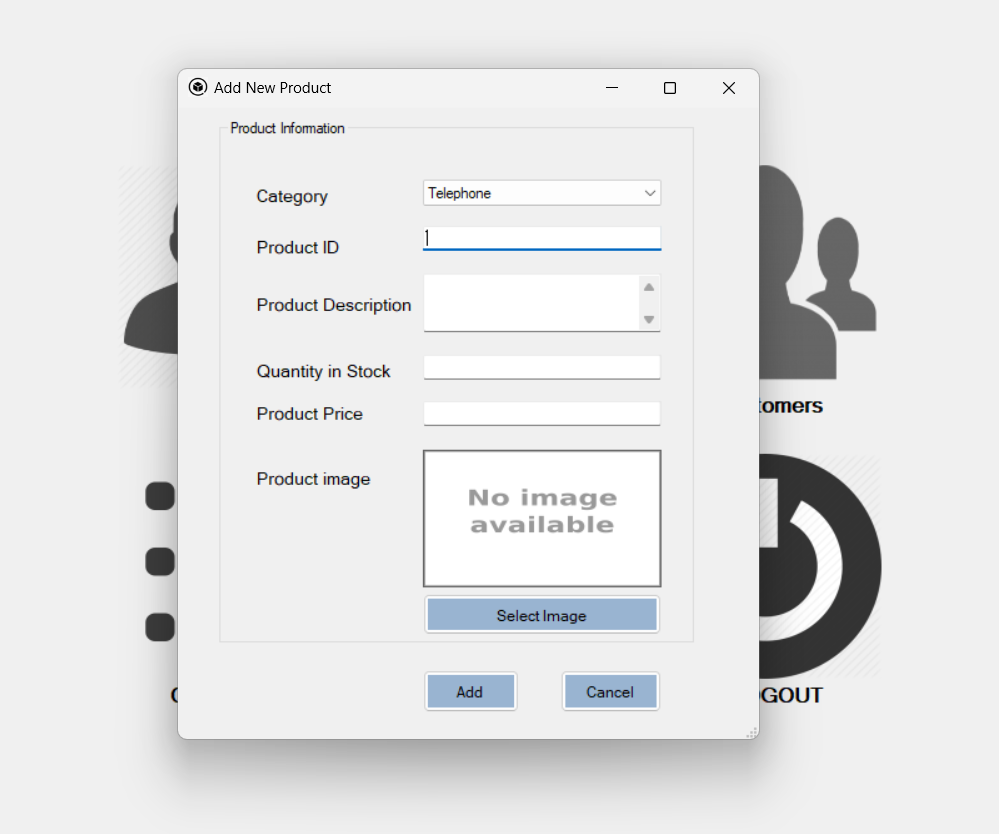 Add New Product
Product Information
Category
Telephone
Product ID
Product Description
Quantity in Stock
Product Price
Product image
No image
available
Select Image
Add
Cancel
tomers
OGOUT